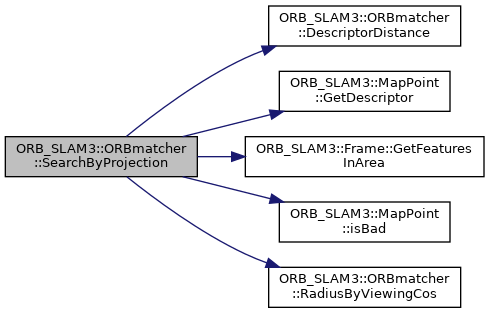 ORB_SLAM3::ORBmatcher
::SearchByProjection
ORB_SLAM3::ORBmatcher
::DescriptorDistance
ORB_SLAM3::MapPoint
::GetDescriptor
ORB_SLAM3::Frame::GetFeatures
InArea
ORB_SLAM3::MapPoint
::isBad
ORB_SLAM3::ORBmatcher
::RadiusByViewingCos